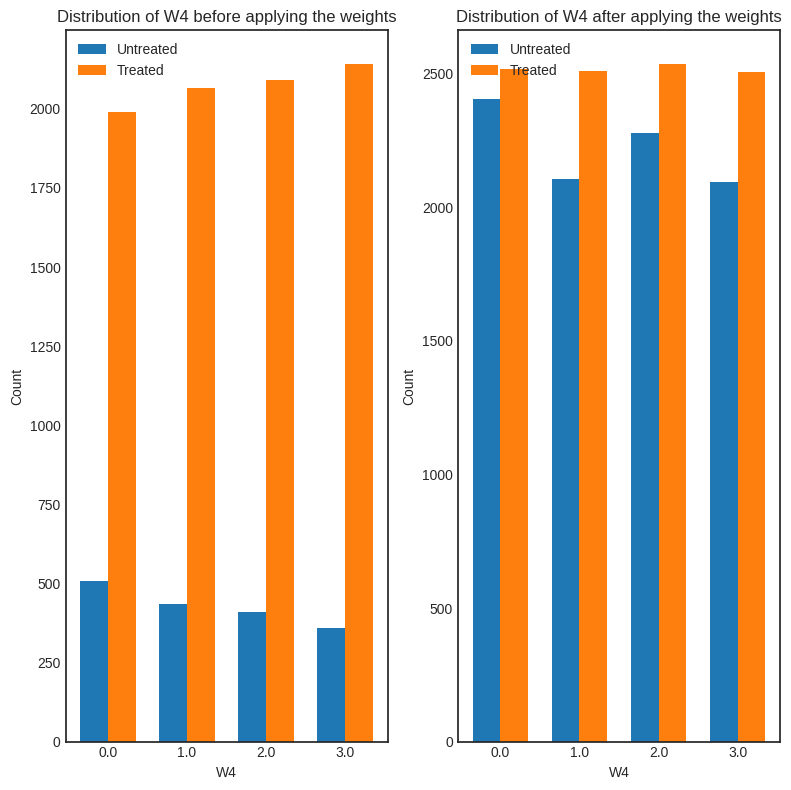 Distribution of W4 before applying the weights
Untreated
Treated
2000
1750
1500
1250
1000
750
500
250
0
Count
0.0 1.0 2.0 3.0
W4
Distribution of W4 after applying the weights
Untreated
Treated
2500
2000
1500
1000
500
0
Count
0.0 1.0 2.0 3.0
W4